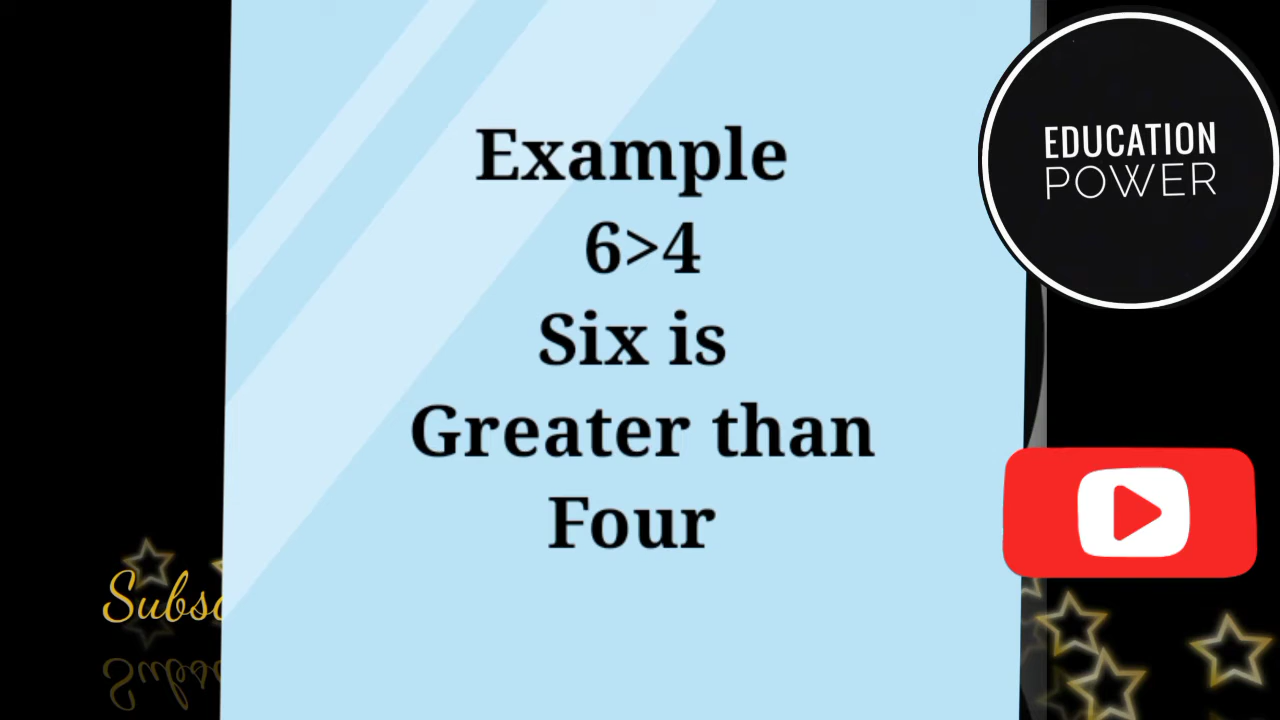 Example
6>4
Six is
Greater than
Four
EDUCATION
POWER